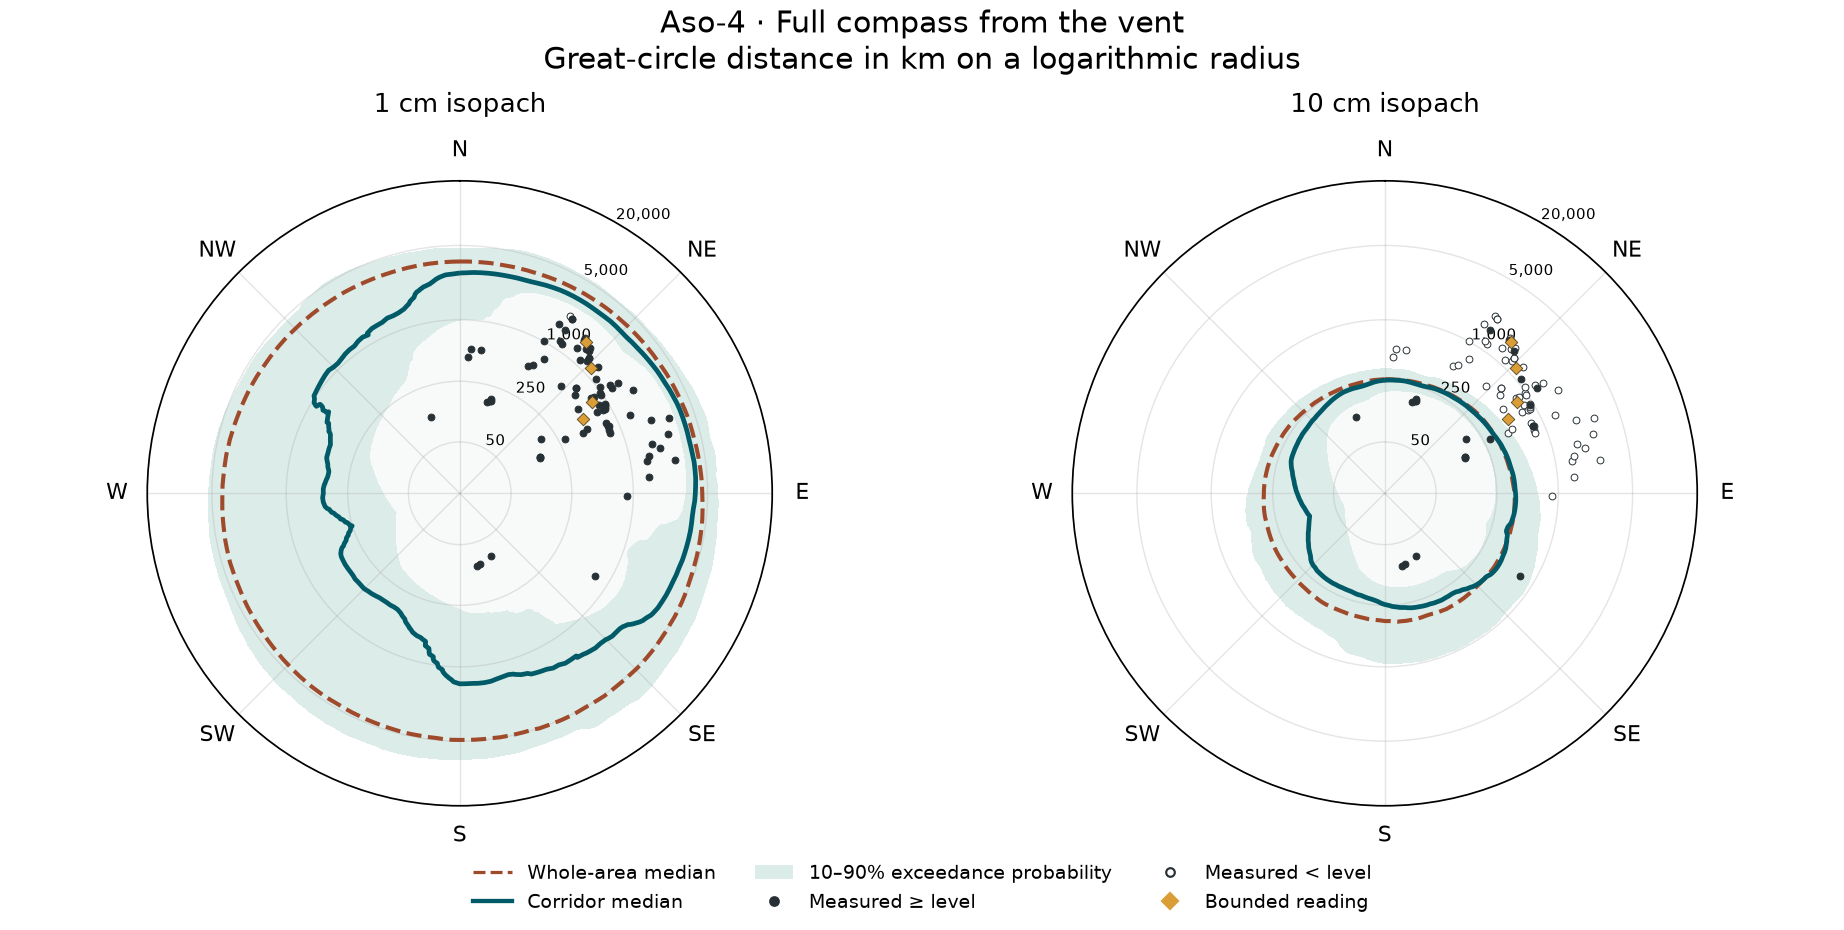 Aso-4 · Full compass from the vent
Great-circle distance in km on a logarithmic radius
1 cm isopach
N
20,000
NW
NE
5,000
1,000
250
50
W
E
SW
SE
S
10 cm isopach
N
20,000
NW
NE
5,000
1,000
250
50
W
E
SW
SE
S
Whole-area median
Corridor median
10–90% exceedance probability
Measured ≥ level
Measured < level
Bounded reading